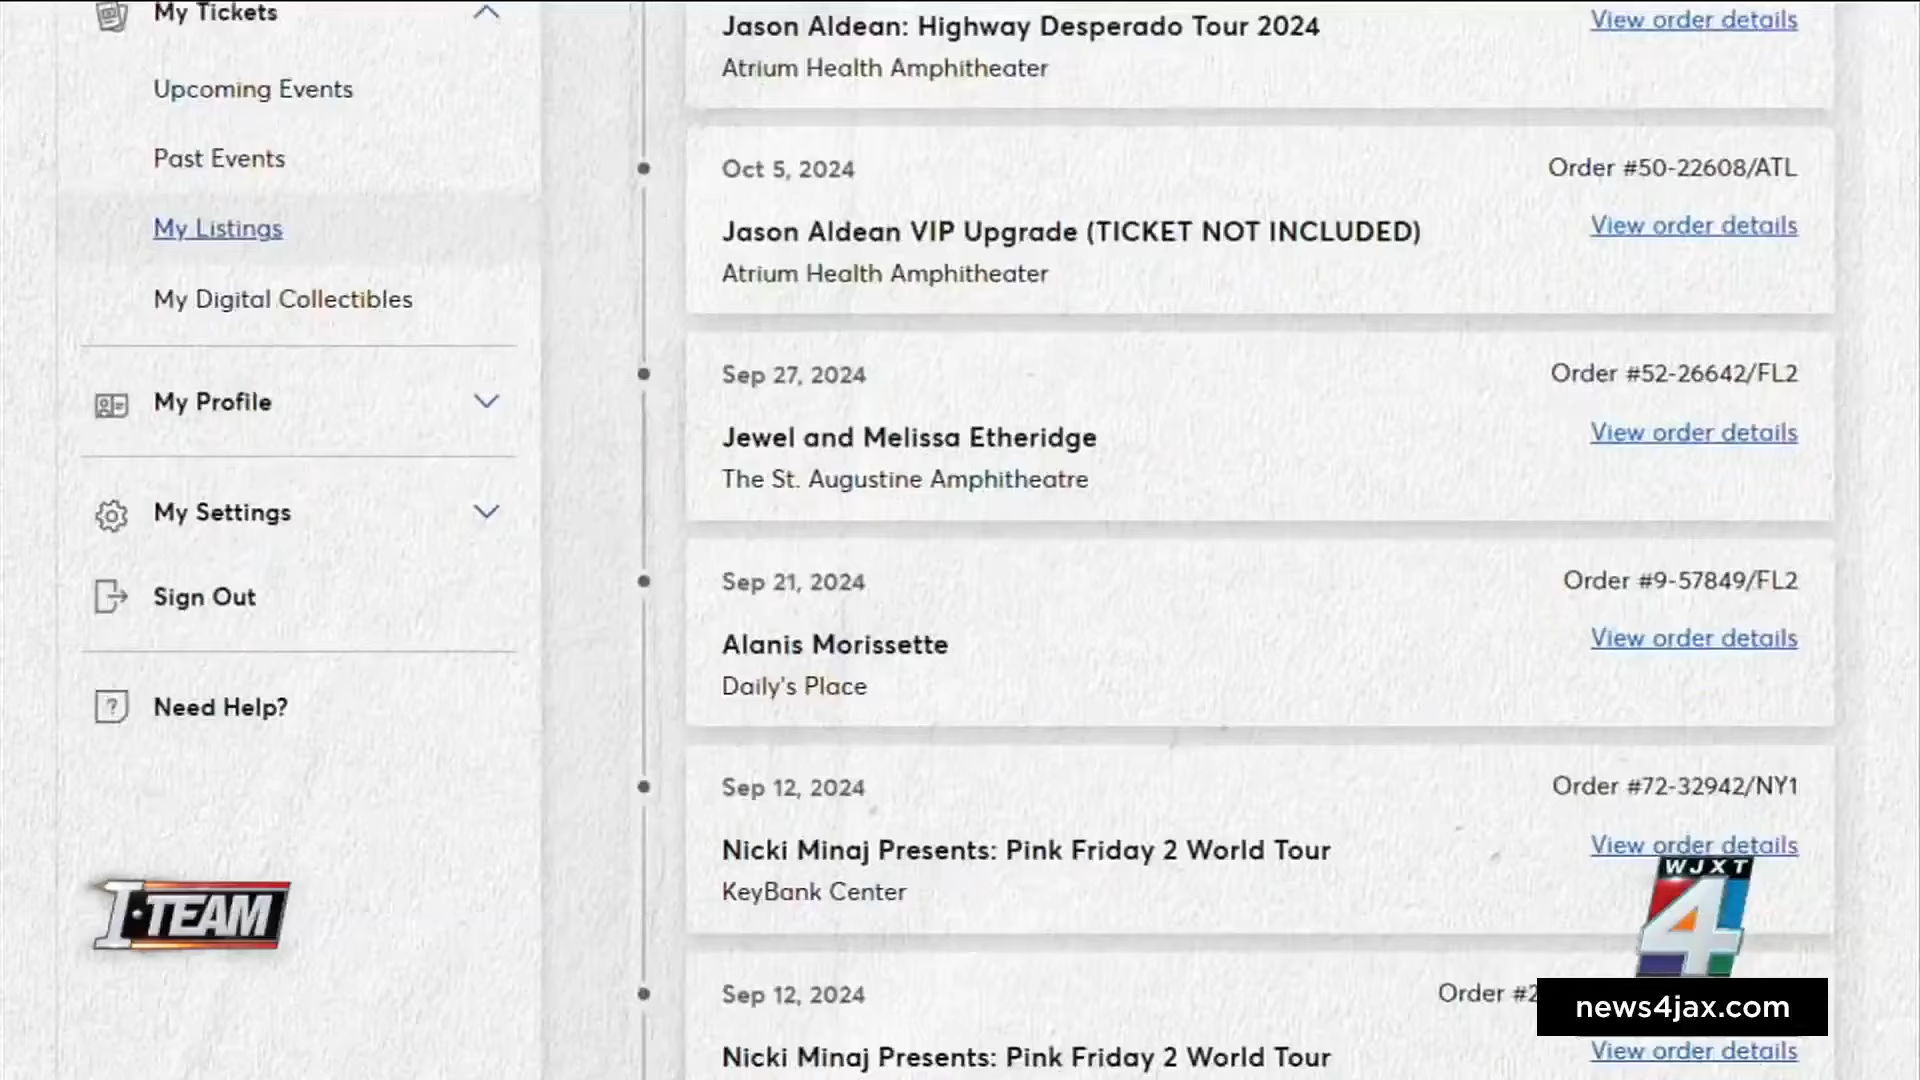 My Tickets
Upcoming Events
Past Events
My Listings
My Digital Collectibles
My Profile
My Settings
Sign Out
Need Help?
Jason Aldean: Highway Desperado Tour 2024
View order details
Atrium Health Amphitheater
Oct 5, 2024
Order #50-22608/ATL
Jason Aldean VIP Upgrade (TICKET NOT INCLUDED)
View order details
Atrium Health Amphitheater
Sep 27, 2024
Order #52-26642/FL2
Jewel and Melissa Etheridge
View order details
The St. Augustine Amphitheatre
Sep 21, 2024
Order #9-57849/FL2
Alanis Morissette
View order details
Daily's Place
Sep 12, 2024
Order #72-32942/NY1
Nicki Minaj Presents: Pink Friday 2 World Tour
View order details
KeyBank Center
Sep 12, 2024
Order #2
Nicki Minaj Presents: Pink Friday 2 World Tour
View order details
I-TEAM
WJXT
4
news4jax.com